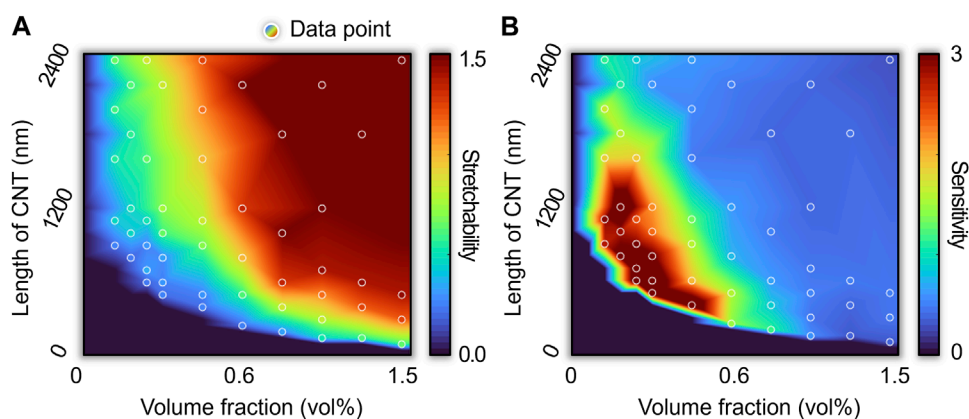 A
Data point
B
2400
1200
0
Length of CNT (nm)
0
0.6
1.5
Volume fraction (vol%)
1.5
0.0
Stretchability
2400
1200
0
Length of CNT (nm)
0
0.6
1.5
Volume fraction (vol%)
3
0
Sensitivity